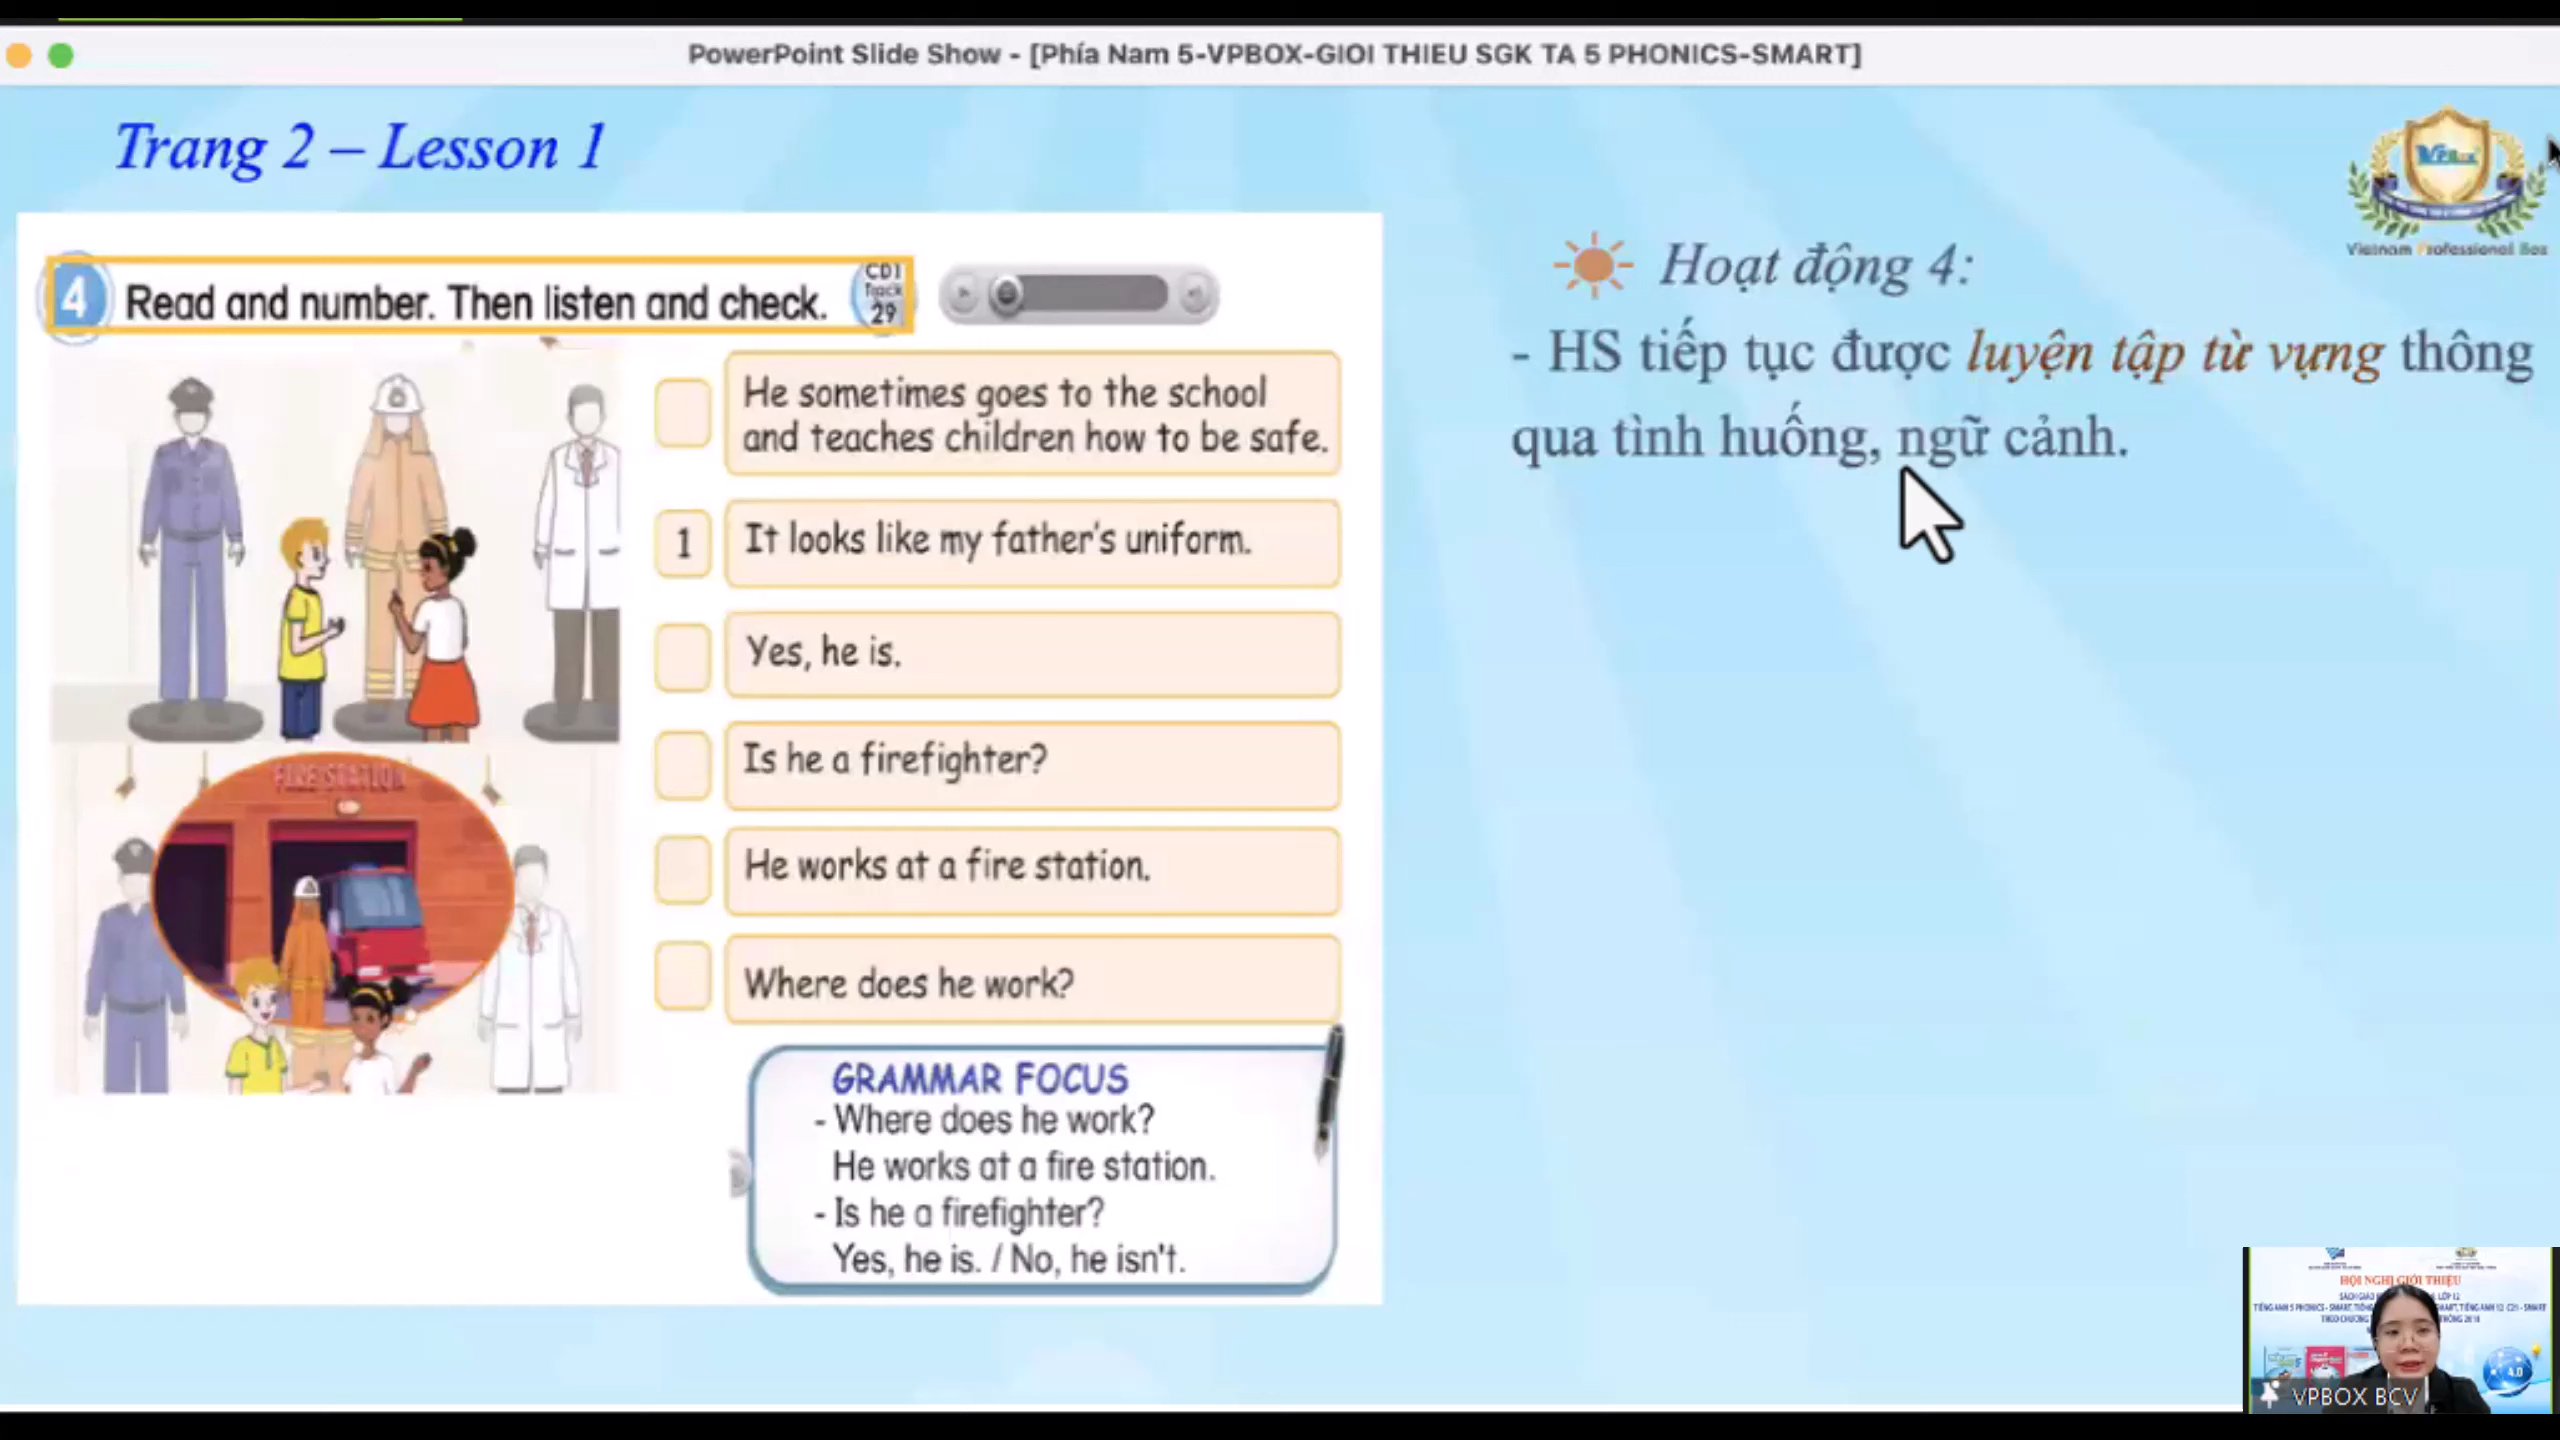 PowerPoint Slide Show - [Phía Nam 5-VPBOX-GIOI THIEU SGK TA 5 PHONICS-SMART]
Trang 2 – Lesson 1
VPBox
Vietnam Professional Box
4 Read and number. Then listen and check.
CD1
Track
29
He sometimes goes to the school
and teaches children how to be safe.
1 It looks like my father's uniform.
Yes, he is.
Is he a firefighter?
He works at a fire station.
Where does he work?
FIRE STATION
GRAMMAR FOCUS
- Where does he work?
He works at a fire station.
- Is he a firefighter?
Yes, he is. / No, he isn't.
Hoạt động 4:
- HS tiếp tục được luyện tập từ vựng thông
qua tình huống, ngữ cảnh.
HỘI NGHỊ GIỚI THIỆU
4.0
VPBOX BCV